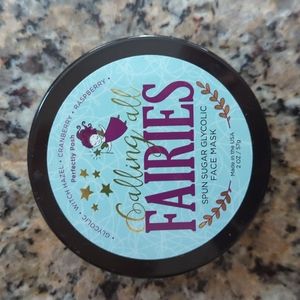 GLYCOLIC • WITCH HAZEL • CRANBERRY • RASPBERRY •
Perfectly Posh
Calling all
FAIRIES
SPUN SUGAR GLYCOLIC
FACE MASK
Made in the USA
2 OZ / 57g